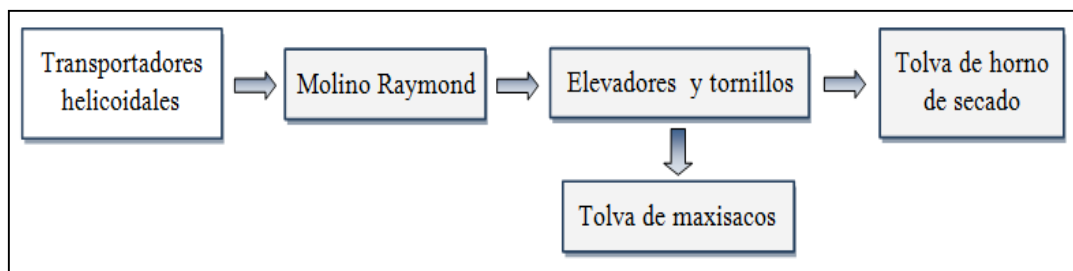 Transportadores
helicoidales
Molino Raymond
Elevadores y tornillos
Tolva de horno
de secado
Tolva de maxisacos